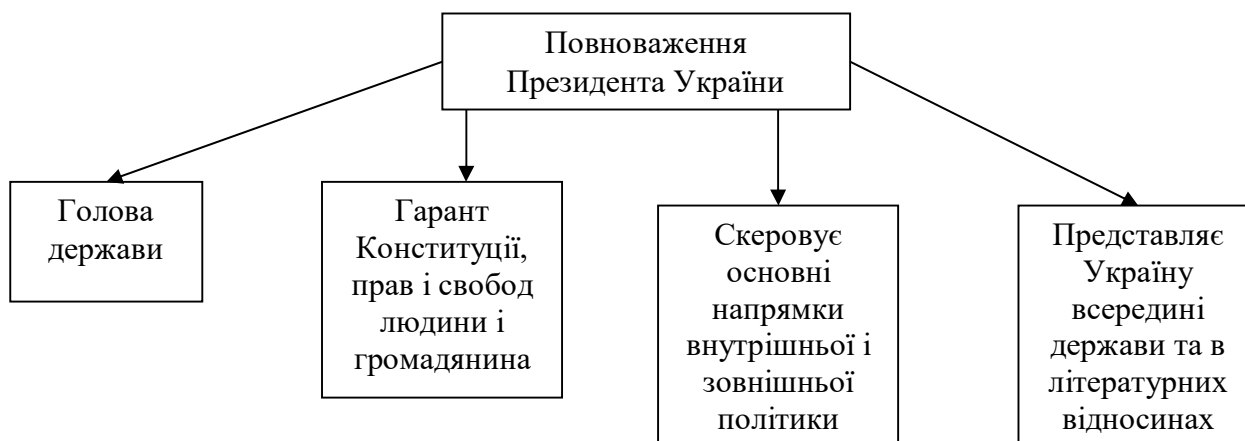 Повноваження
Президента України
Голова
держави
Гарант
Конституції,
прав і свобод
людини і
громадянина
Скеровує
основні
напрямки
внутрішньої і
зовнішньої
політики
Представляє
Україну
всередині
держави та в
літературних
відносинах